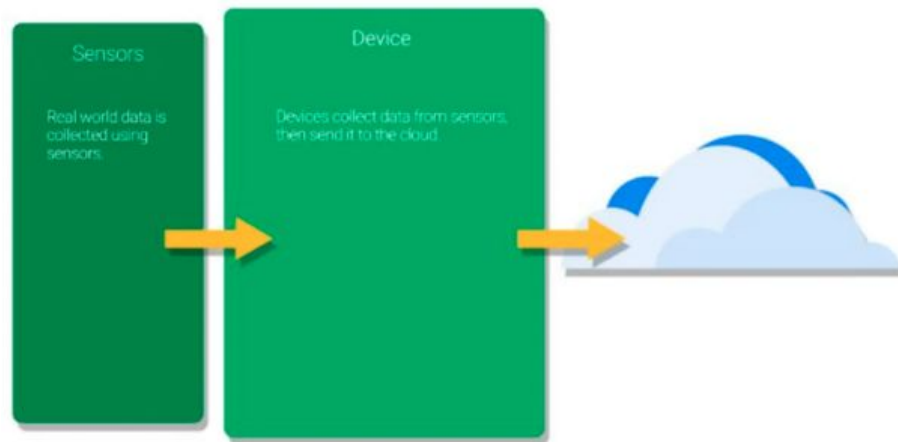 Sensors
Real world data is
collected using
sensors.
Device
Devices collect data from sensors,
then send it to the cloud